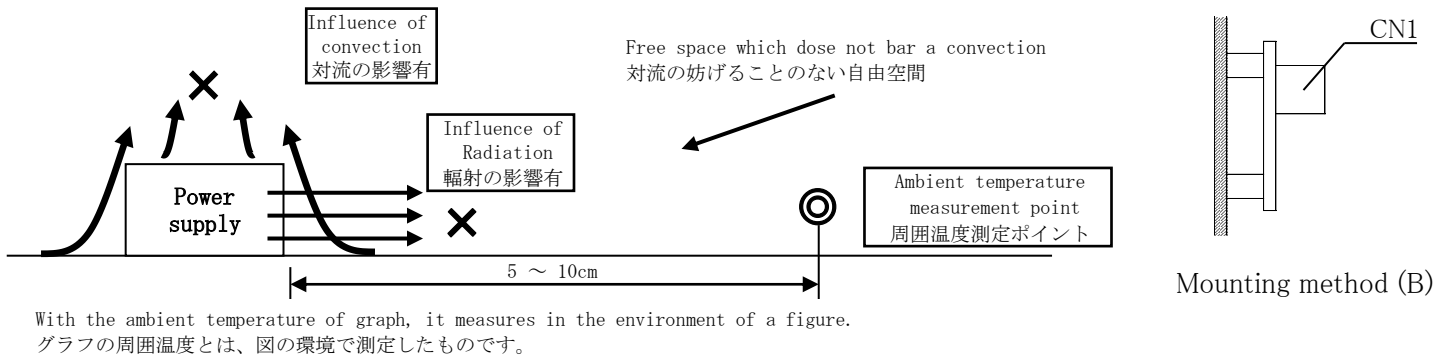 Influence of
convection
対流の影響有
Free space which dose not bar a convection
対流の妨げることのない自由空間
CN1
Influence of
Radiation
輻射の影響有
Power
supply
Ambient temperature
measurement point
周囲温度測定ポイント
5 ～ 10cm
Mounting method (B)
With the ambient temperature of graph, it measures in the environment of a figure.
グラフの周囲温度とは、図の環境で測定したものです。